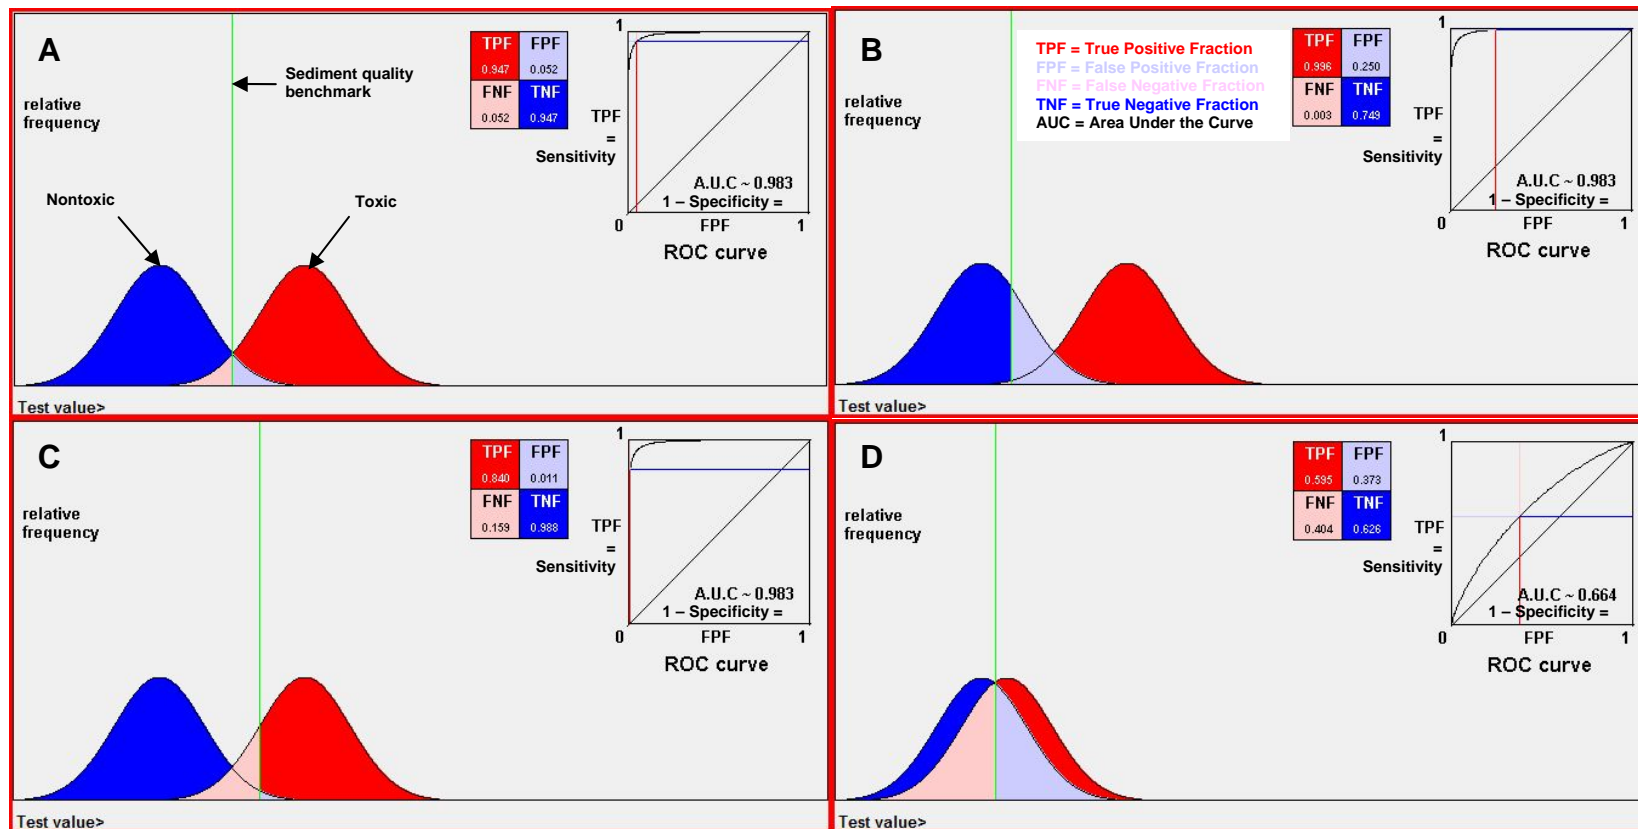 A
Sediment quality
benchmark
relative
frequency
Nontoxic
Toxic
TPF FPF
0.947 0.052
FNF TNF
0.052 0.947
1
TPF
=
Sensitivity
A.U.C ~ 0.983
1 – Specificity =
0 FPF 1
ROC curve
Test value>
B
TPF = True Positive Fraction
FPF = False Positive Fraction
FNF = False Negative Fraction
TNF = True Negative Fraction
AUC = Area Under the Curve
relative
frequency
TPF FPF
0.996 0.250
FNF TNF
0.003 0.749
1
TPF
=
Sensitivity
A.U.C ~ 0.983
1 – Specificity =
0 FPF 1
ROC curve
Test value>
C
relative
frequency
TPF FPF
0.840 0.011
FNF TNF
0.159 0.988
1
TPF
=
Sensitivity
A.U.C ~ 0.983
1 – Specificity =
0 FPF 1
ROC curve
Test value>
D
relative
frequency
TPF FPF
0.595 0.373
FNF TNF
0.404 0.626
1
TPF
=
Sensitivity
A.U.C ~ 0.664
1 – Specificity =
0 FPF 1
ROC curve
Test value>